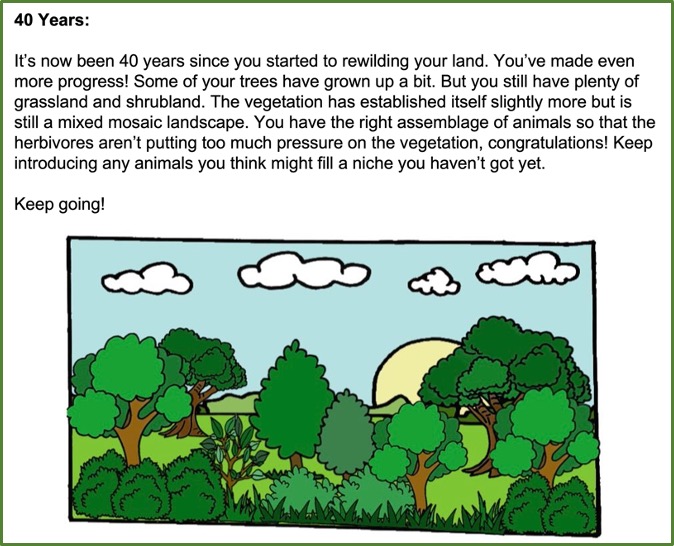 40 Years:
It’s now been 40 years since you started to rewilding your land. You’ve made even
more progress! Some of your trees have grown up a bit. But you still have plenty of
grassland and shrubland. The vegetation has established itself slightly more but is
still a mixed mosaic landscape. You have the right assemblage of animals so that the
herbivores aren’t putting too much pressure on the vegetation, congratulations! Keep
introducing any animals you think might fill a niche you haven’t got yet.
Keep going!